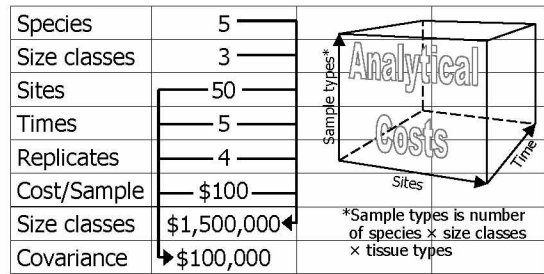 Species 5
Size classes 3
Sites 50
Times 5
Replicates 4
Cost/Sample $100
Size classes $1,500,000
Covariance $100,000
Analytical
Costs
Sample types*
Sites
Time
*Sample types is number
of species × size classes
× tissue types